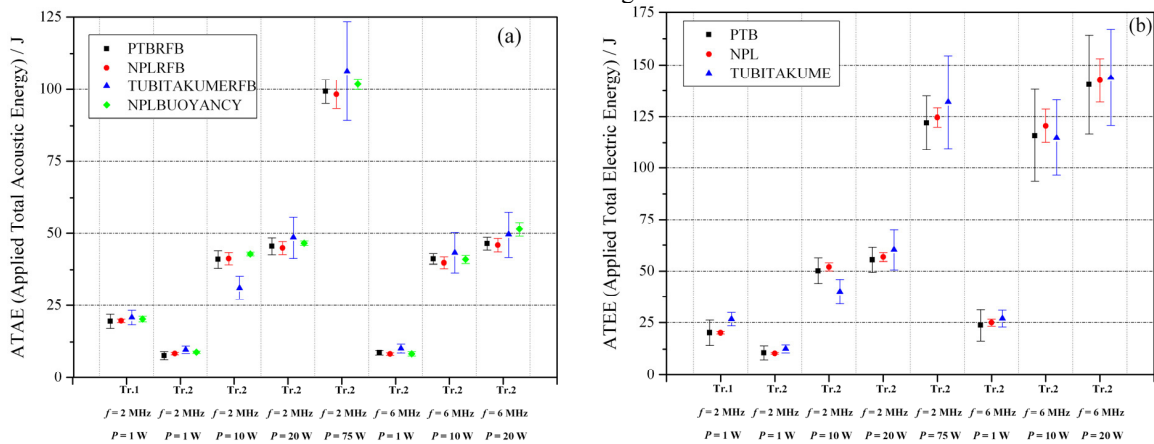 ATAE (Applied Total Acoustic Energy) / J
125
100
75
50
25
0
(a)
PTBRFB
NPLRFB
TUBITAKUMERFB
NPLBUOYANCY
Tr.1 Tr.2 Tr.2 Tr.2 Tr.2 Tr.2 Tr.2 Tr.2
f = 2 MHz f = 2 MHz f = 2 MHz f = 2 MHz f = 2 MHz f = 6 MHz f = 6 MHz f = 6 MHz
P = 1 W P = 1 W P = 10 W P = 20 W P = 75 W P = 1 W P = 10 W P = 20 W
ATEE (Applied Total Electric Energy) / J
175
150
125
100
75
50
25
0
(b)
PTB
NPL
TUBITAKUME
Tr.1 Tr.2 Tr.2 Tr.2 Tr.2 Tr.2 Tr.2 Tr.2
f = 2 MHz f = 2 MHz f = 2 MHz f = 2 MHz f = 2 MHz f = 6 MHz f = 6 MHz f = 6 MHz
P = 1 W P = 1 W P = 10 W P = 20 W P = 75 W P = 1 W P = 10 W P = 20 W